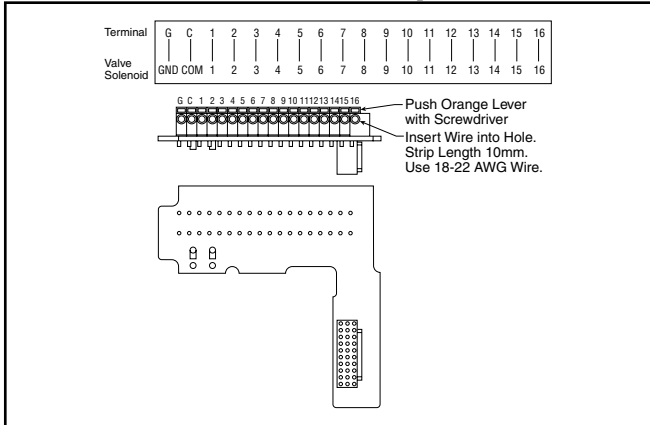 Terminal G C 1 2 3 4 5 6 7 8 9 10 11 12 13 14 15 16
Valve
Solenoid GND COM 1 2 3 4 5 6 7 8 9 10 11 12 13 14 15 16
G C 1 2 3 4 5 6 7 8 9 10 11 12 13 14 15 16
Push Orange Lever
with Screwdriver
Insert Wire into Hole.
Strip Length 10mm.
Use 18-22 AWG Wire.